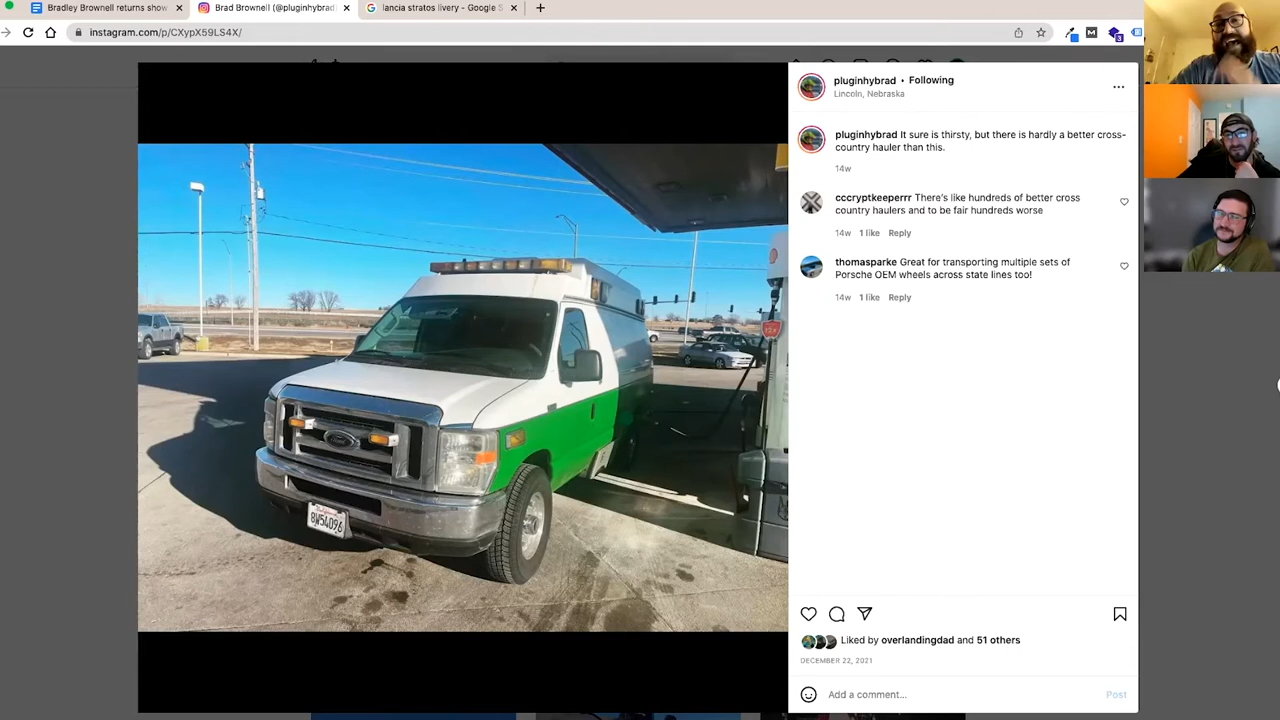 Bradley Brownell returns show
Brad Brownell (@pluginhybrad
lancia stratos livery - Google S
instagram.com/p/CXypX59LS4X/
pluginhybrad • Following
Lincoln, Nebraska
pluginhybrad It sure is thirsty, but there is hardly a better cross-
country hauler than this.
14w
cccryptkeeperrr There's like hundreds of better cross
country haulers and to be fair hundreds worse
14w 1 like Reply
thomasparke Great for transporting multiple sets of
Porsche OEM wheels across state lines too!
14w 1 like Reply
8W54096
Liked by overlandingdad and 51 others
DECEMBER 22, 2021
Add a comment...
Post